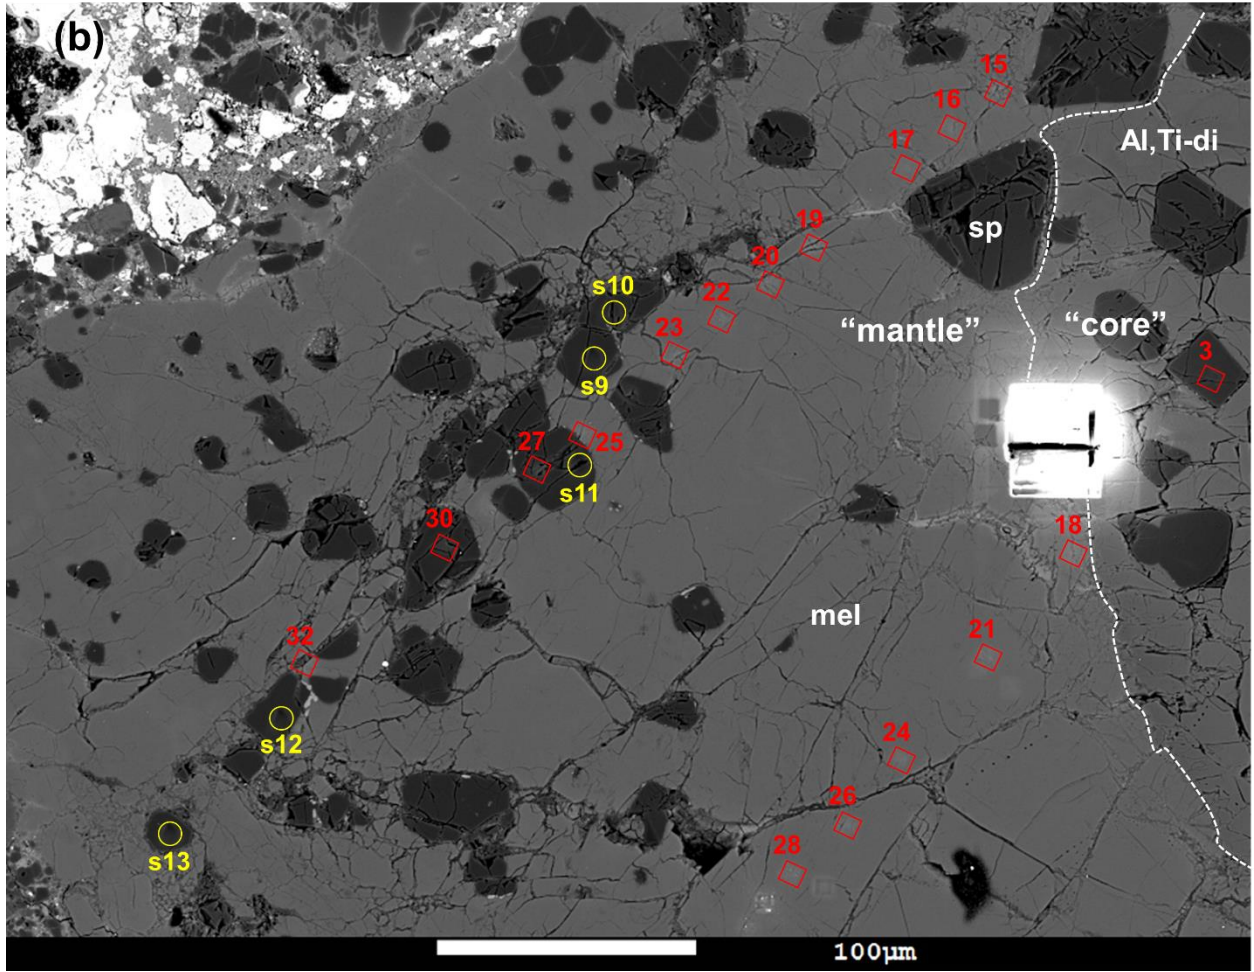 (b)
15
16
Al,Ti-di
17
sp
19
20
s10
22
"mantle"
"core"
23
3
s9
27
25
s11
30
18
mel
21
32
s12
24
26
s13
28
100µm